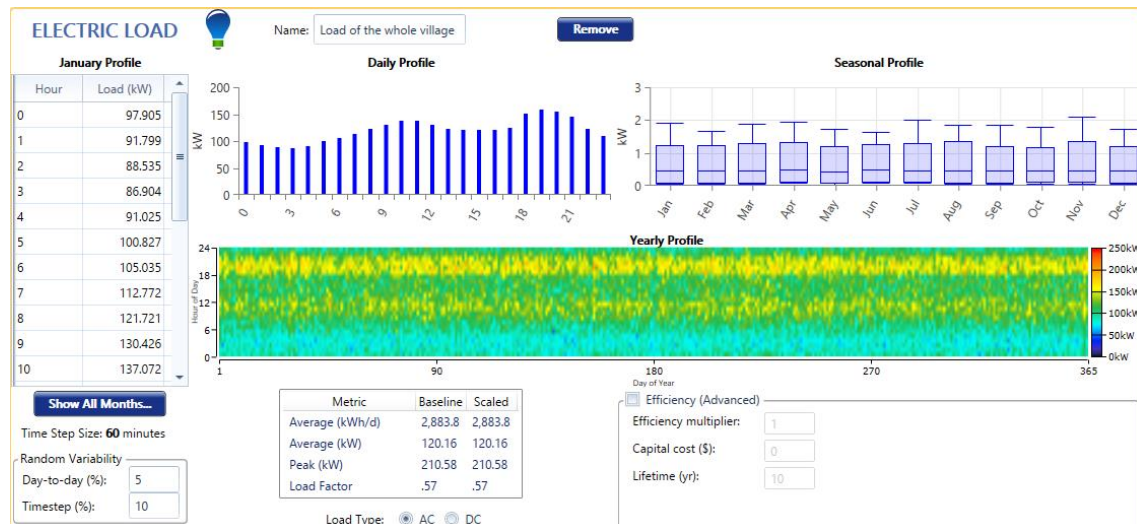 ELECTRIC LOAD
Name: Load of the whole village
Remove
January Profile
Hour Load (kW)
0 97.905
1 91.799
2 88.535
3 86.904
4 91.025
5 100.827
6 105.035
7 112.772
8 121.721
9 130.426
10 137.072
Show All Months...
Time Step Size: 60 minutes
Random Variability
Day-to-day (%): 5
Timestep (%): 10
Daily Profile
kW
200
150
100
50
0
0 3 6 9 12 15 18 21
Seasonal Profile
kW
3
2
1
0
Jan Feb Mar Apr May Jun Jul Aug Sep Oct Nov Dec
Yearly Profile
Hour of Day
24
18
12
6
0
1 90 180 270 365
Day of Year
250kW
200kW
150kW
100kW
50kW
0kW
Metric Baseline Scaled
Average (kWh/d) 2,883.8 2,883.8
Average (kW) 120.16 120.16
Peak (kW) 210.58 210.58
Load Factor .57 .57
Load Type: AC DC
Efficiency (Advanced)
Efficiency multiplier: 1
Capital cost ($): 0
Lifetime (yr): 10